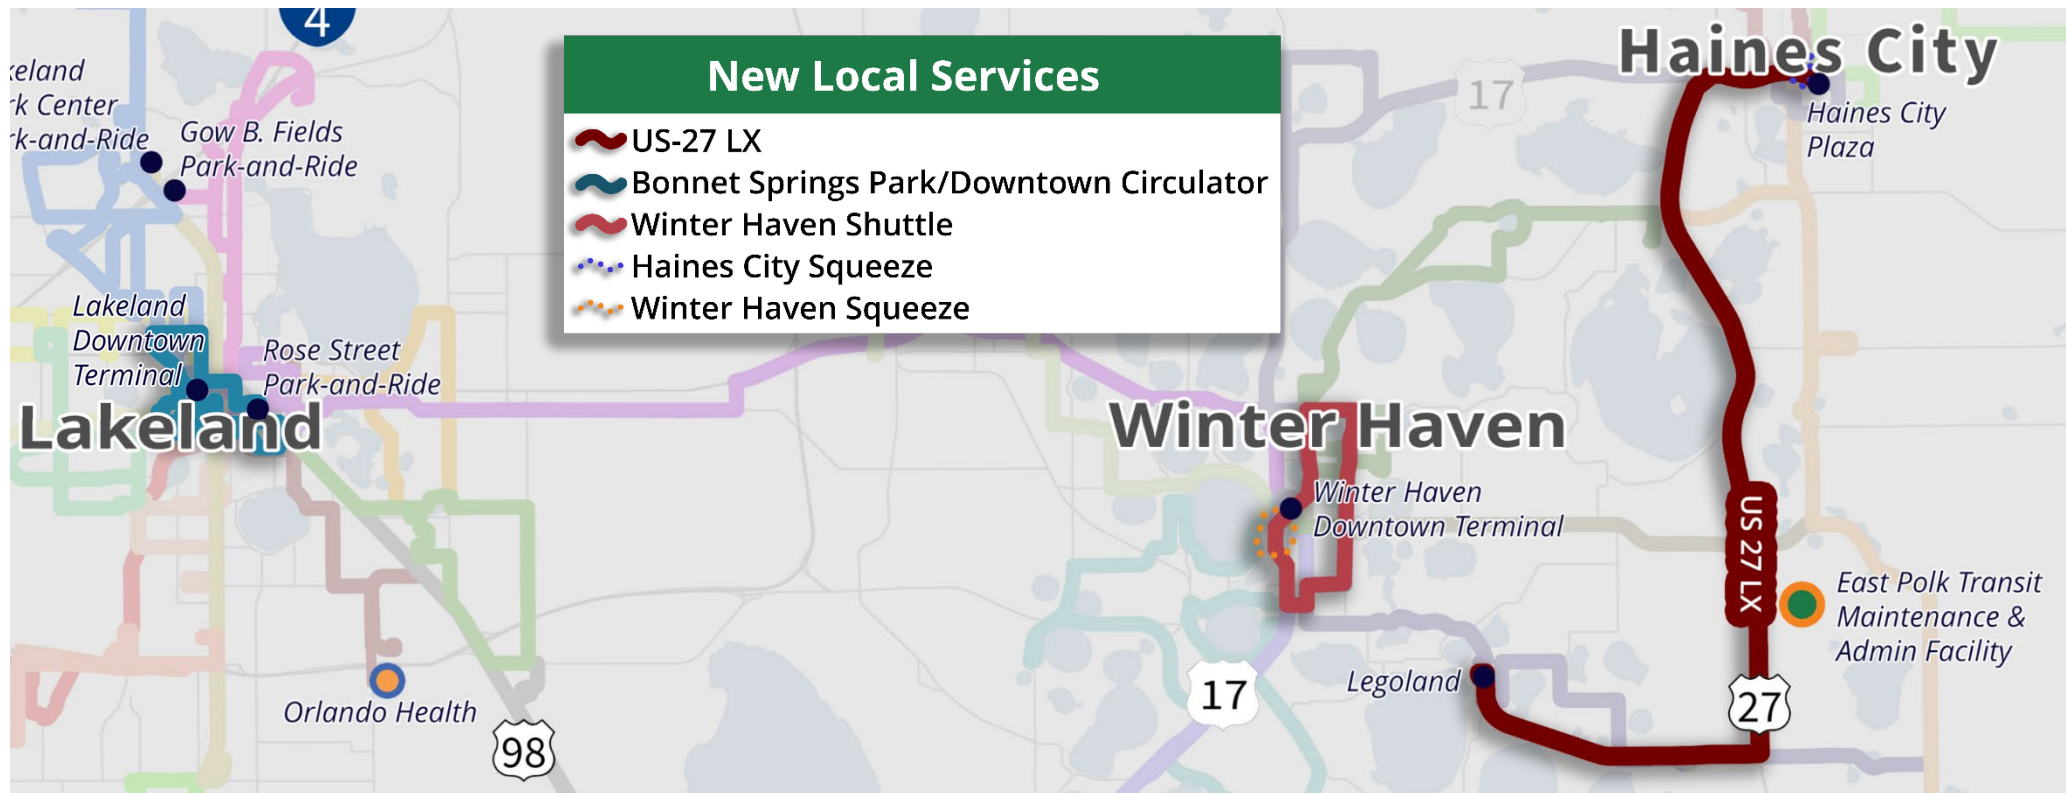 4
Haines City
New Local Services
US-27 LX
Bonnet Springs Park/Downtown Circulator
Winter Haven Shuttle
Haines City Squeeze
Winter Haven Squeeze
17
Haines City
Plaza
Center
Gow B. Fields
Park-and-Ride
Lakeland
Downtown
Terminal
Rose Street
Park-and-Ride
Lakeland
Winter Haven
Winter Haven
Downtown Terminal
US 27 LX
East Polk Transit
Maintenance &
Admin Facility
Legoland
17
27
Orlando Health
98